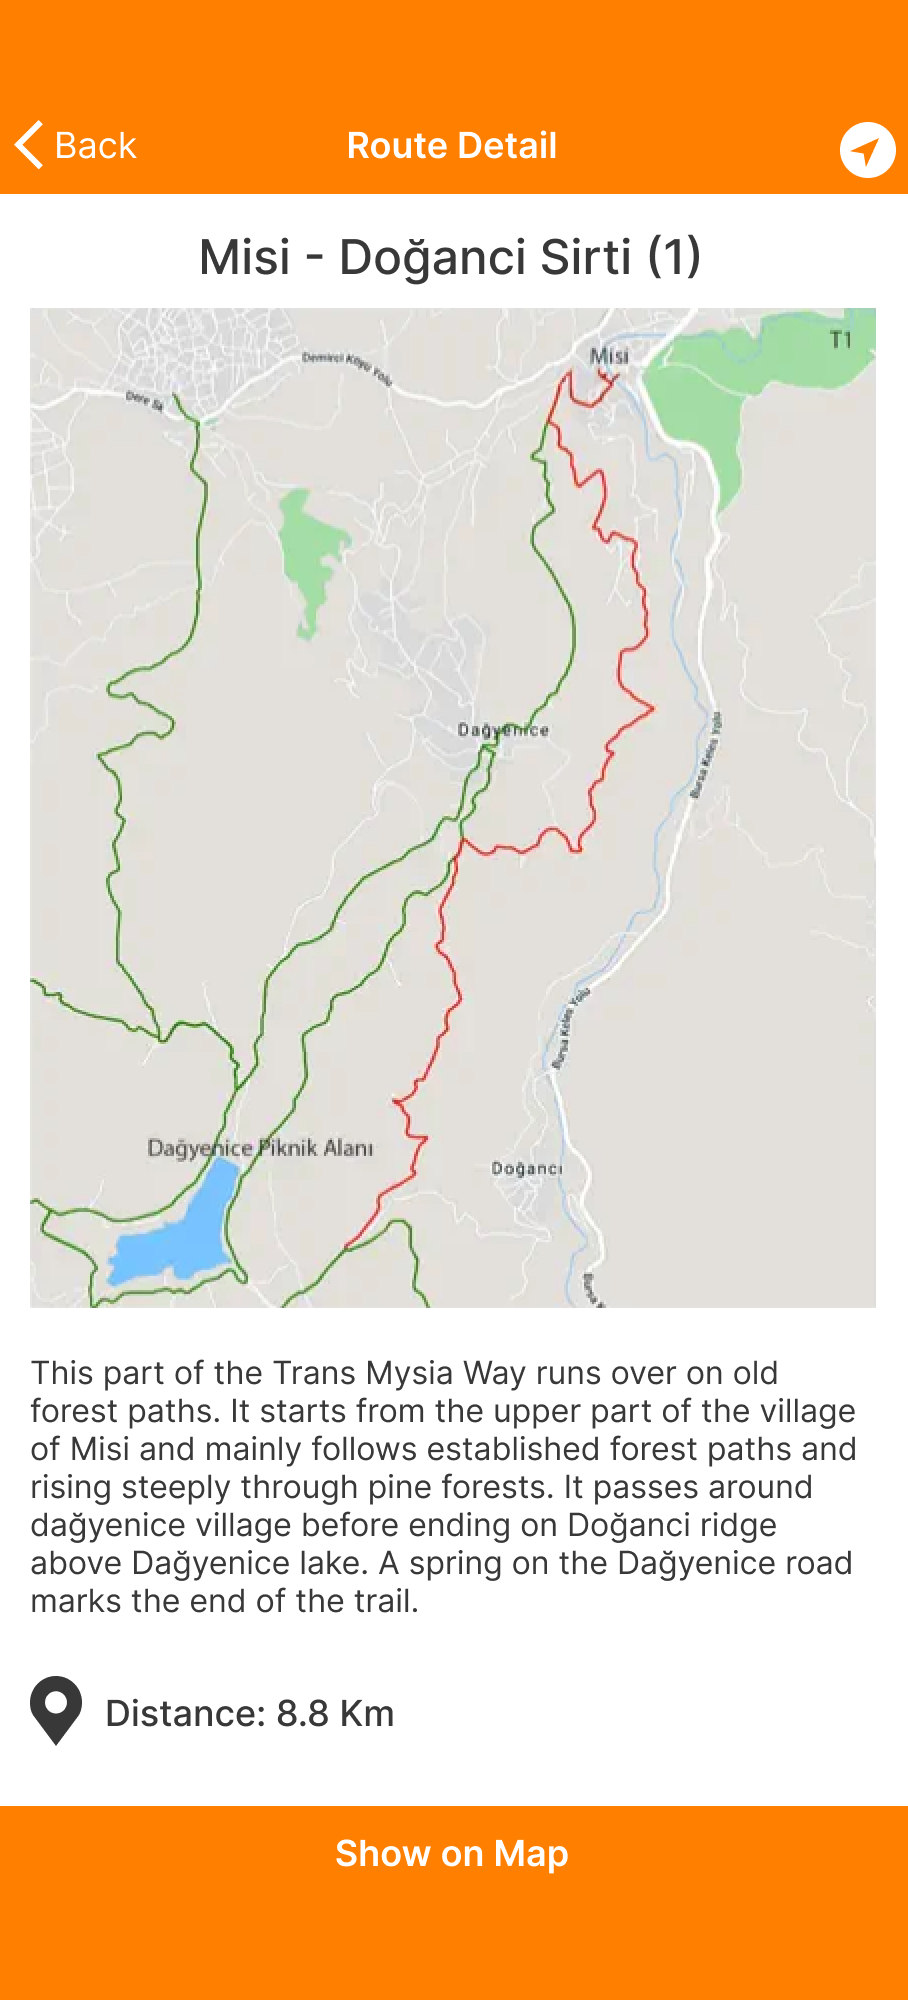 Back
Route Detail
Misi - Doğanci Sirti (1)
T1
Misi
Demirci Köyü Yolu
Dere Sk
Dağyenice
Bursa Keles Yolu
Bursa Keles Yolu
Dağyenice Piknik Alanı
Doğancı
Bursa K
This part of the Trans Mysia Way runs over on old
forest paths. It starts from the upper part of the village
of Misi and mainly follows established forest paths and
rising steeply through pine forests. It passes around
dağyenice village before ending on Doğanci ridge
above Dağyenice lake. A spring on the Dağyenice road
marks the end of the trail.
Distance: 8.8 Km
Show on Map